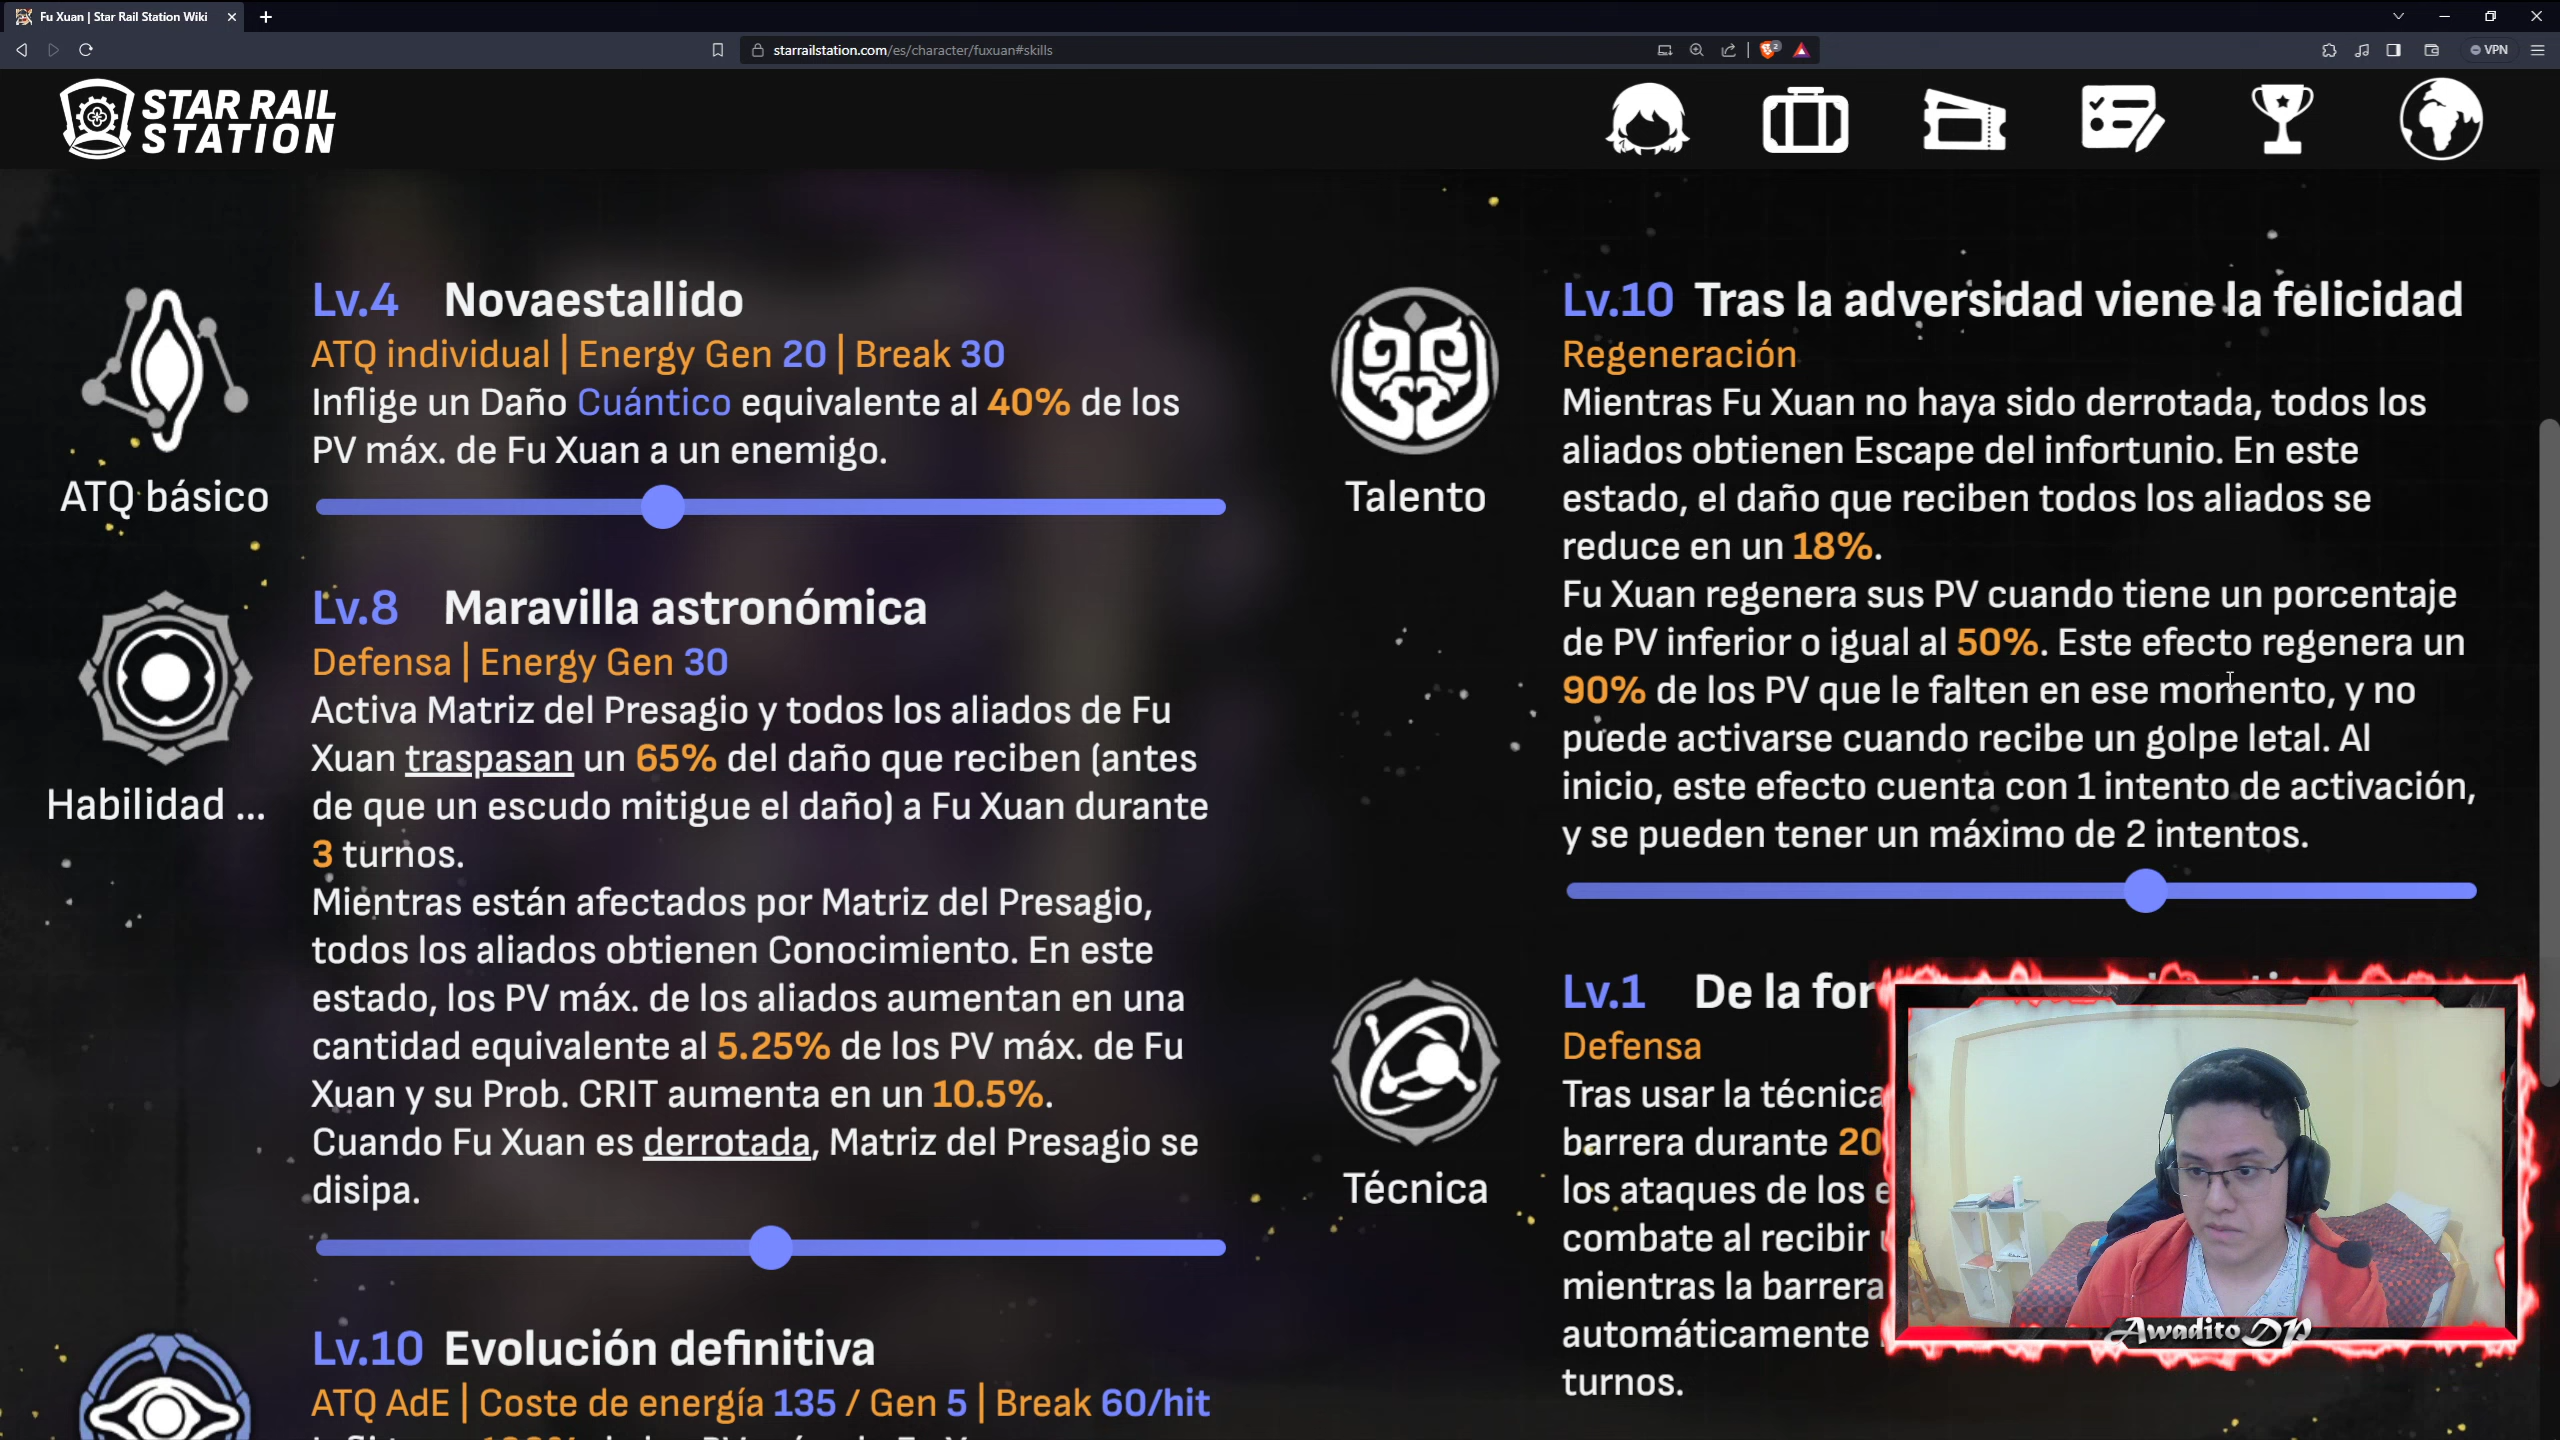 Fu Xuan | Star Rail Station Wiki
starrailstation.com/es/character/fuxuan#skills
2
VPN
STAR RAIL
STATION
ATQ básico
Lv.4 Novaestallido
ATQ individual | Energy Gen 20 | Break 30
Inflige un Daño Cuántico equivalente al 40% de los
PV máx. de Fu Xuan a un enemigo.
Habilidad ...
Lv.8 Maravilla astronómica
Defensa | Energy Gen 30
Activa Matriz del Presagio y todos los aliados de Fu
Xuan traspasan un 65% del daño que reciben (antes
de que un escudo mitigue el daño) a Fu Xuan durante
3 turnos.
Mientras están afectados por Matriz del Presagio,
todos los aliados obtienen Conocimiento. En este
estado, los PV máx. de los aliados aumentan en una
cantidad equivalente al 5.25% de los PV máx. de Fu
Xuan y su Prob. CRIT aumenta en un 10.5%.
Cuando Fu Xuan es derrotada, Matriz del Presagio se
disipa.
Lv.10 Evolución definitiva
ATQ AdE | Coste de energía 135 / Gen 5 | Break 60/hit
Talento
Lv.10 Tras la adversidad viene la felicidad
Regeneración
Mientras Fu Xuan no haya sido derrotada, todos los
aliados obtienen Escape del infortunio. En este
estado, el daño que reciben todos los aliados se
reduce en un 18%.
Fu Xuan regenera sus PV cuando tiene un porcentaje
de PV inferior o igual al 50%. Este efecto regenera un
90% de los PV que le falten en ese momento, y no
puede activarse cuando recibe un golpe letal. Al
inicio, este efecto cuenta con 1 intento de activación,
y se pueden tener un máximo de 2 intentos.
Técnica
Lv.1 De la for
Defensa
Tras usar la técnica
barrera durante 20
los ataques de los e
combate al recibir
mientras la barrera
automáticamente
turnos.
Awadito DP